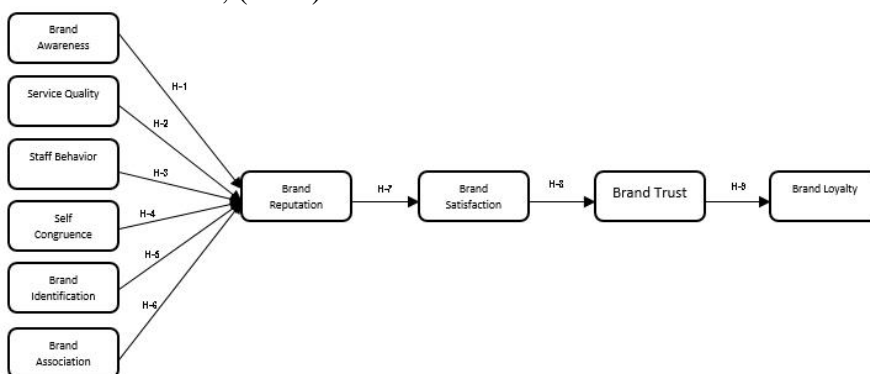 Brand
Awareness
H-1
Service Quality
H-2
Staff Behavior
H-3
Self
Congruence
H-4
Brand
Identification
H-5
Brand
Association
H-6
Brand
Reputation
H-7
Brand
Satisfaction
H-8
Brand Trust
H-9
Brand Loyalty